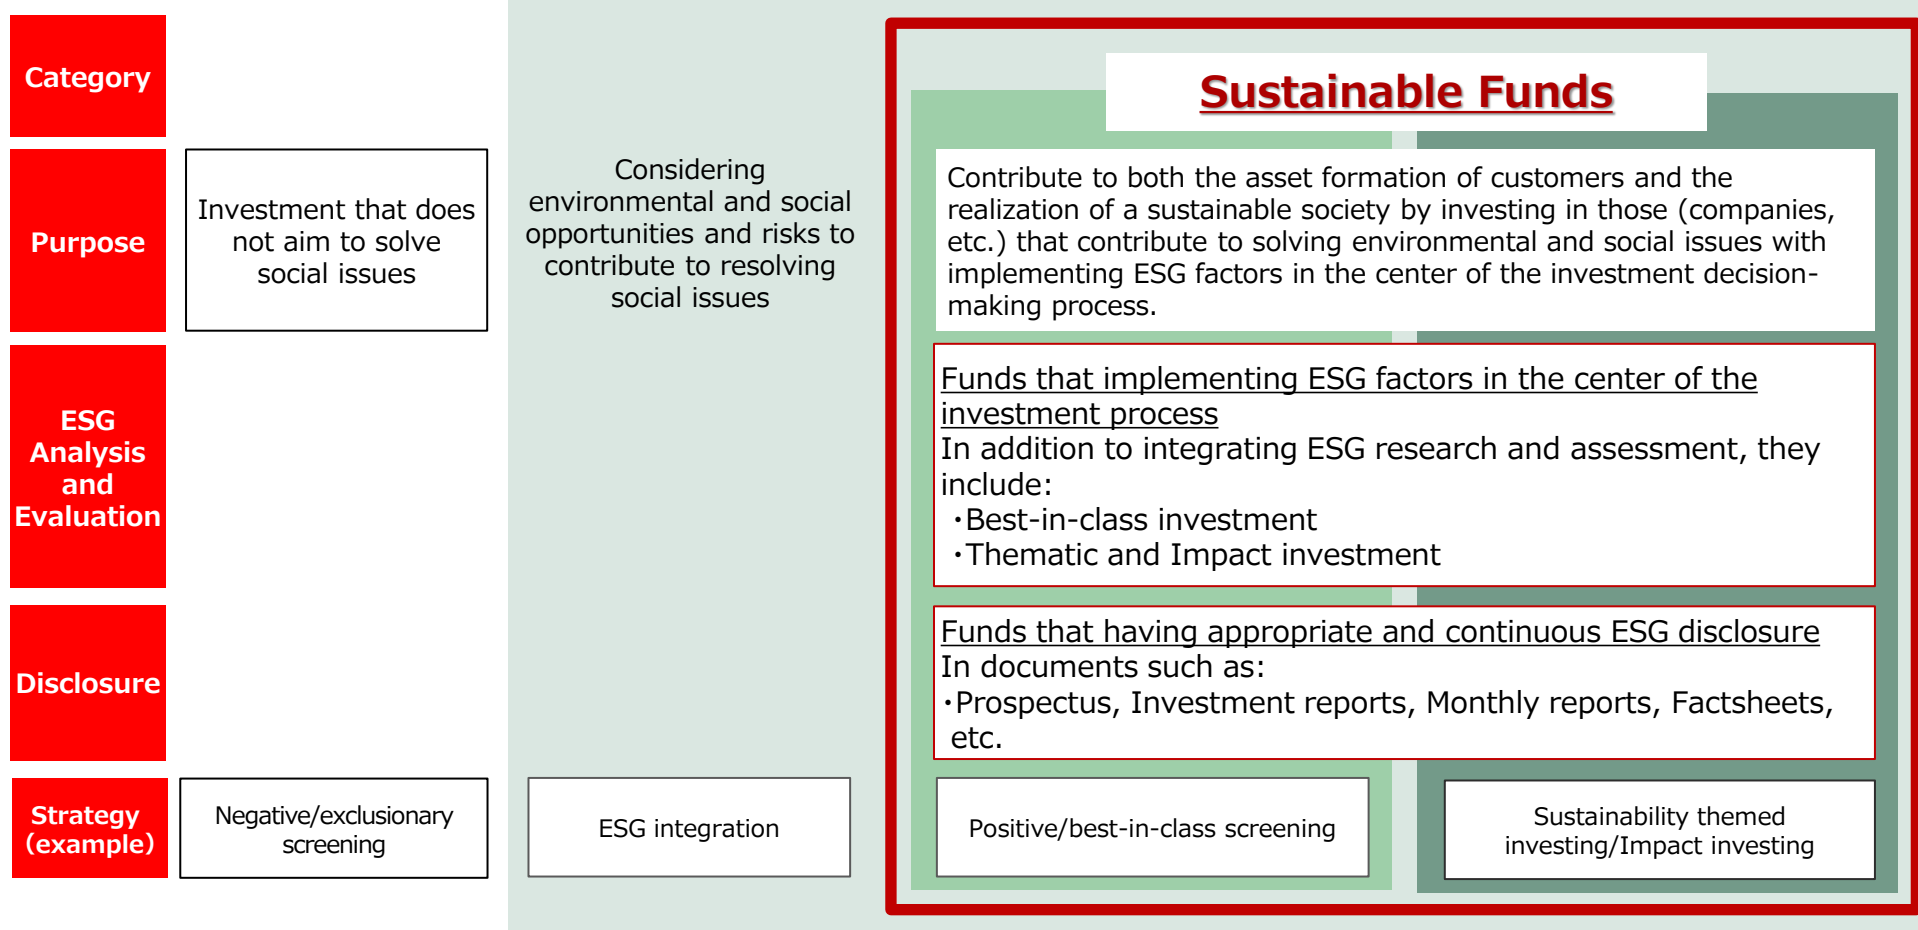 Category
Sustainable Funds
Purpose
Investment that does
not aim to solve
social issues
Considering
environmental and social
opportunities and risks to
contribute to resolving
social issues
Contribute to both the asset formation of customers and the
realization of a sustainable society by investing in those (companies,
etc.) that contribute to solving environmental and social issues with
implementing ESG factors in the center of the investment decision-
making process.
ESG
Analysis
and
Evaluation
Funds that implementing ESG factors in the center of the
investment process
In addition to integrating ESG research and assessment, they
include:
・Best-in-class investment
・Thematic and Impact investment
Disclosure
Funds that having appropriate and continuous ESG disclosure
In documents such as:
・Prospectus, Investment reports, Monthly reports, Factsheets,
etc.
Strategy
(example)
Negative/exclusionary
screening
ESG integration
Positive/best-in-class screening
Sustainability themed
investing/Impact investing